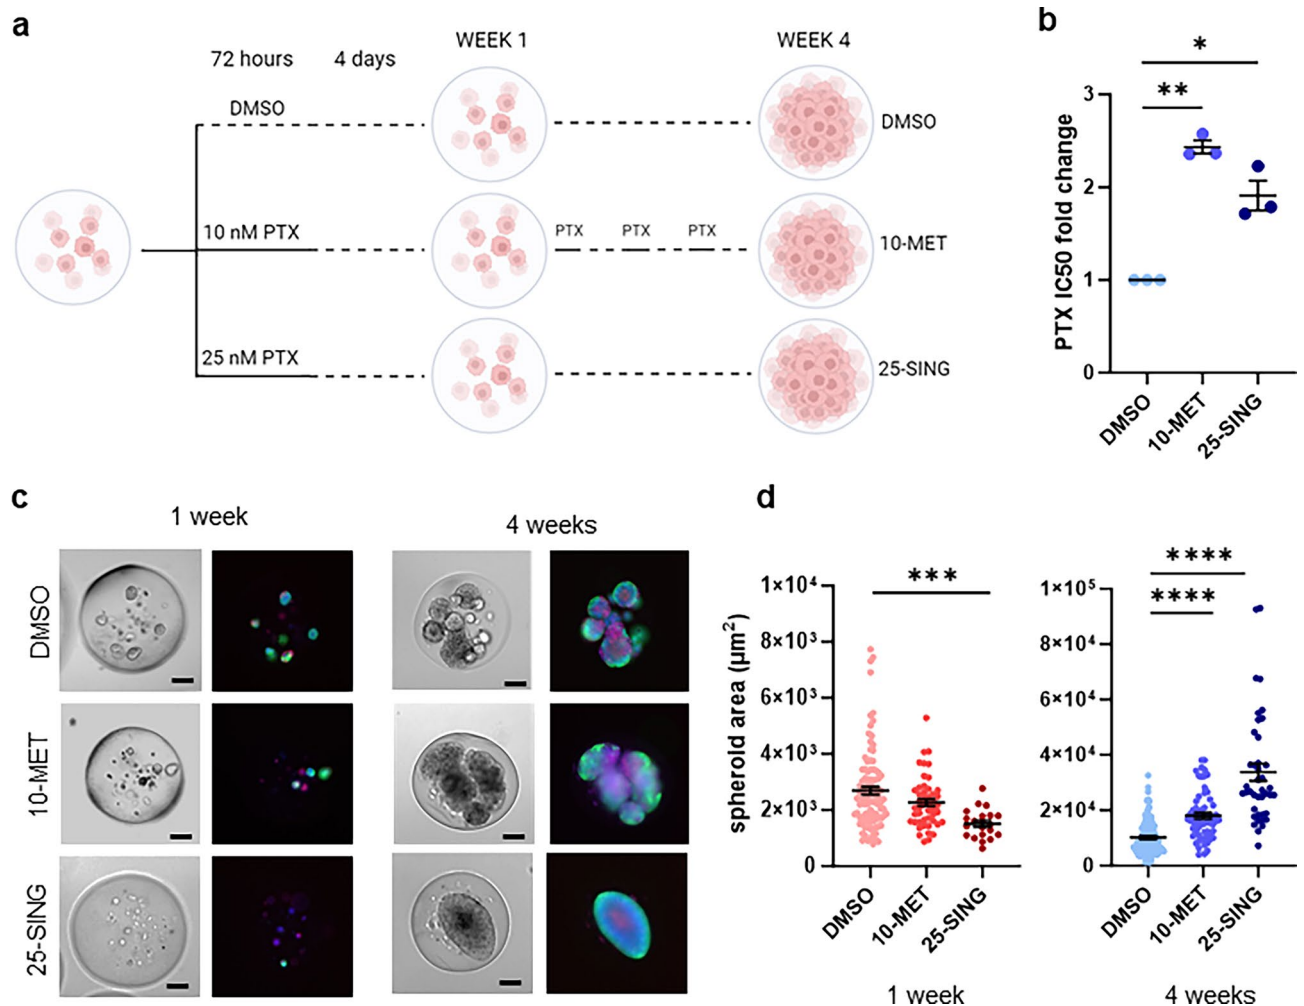 a
72 hours 4 days WEEK 1 WEEK 4
DMSO
DMSO
10 nM PTX
PTX PTX PTX
10-MET
25 nM PTX
25-SING
b
*
**
PTX IC50 fold change
3
2
1
0
DMSO 10-MET 25-SING
c
1 week 4 weeks
DMSO
10-MET
25-SING
d
spheroid area (µm²)
***
1×10⁴
8×10³
6×10³
4×10³
2×10³
0
DMSO 10-MET 25-SING
1 week
****
****
1×10⁵
8×10⁴
6×10⁴
4×10⁴
2×10⁴
0
DMSO 10-MET 25-SING
4 weeks